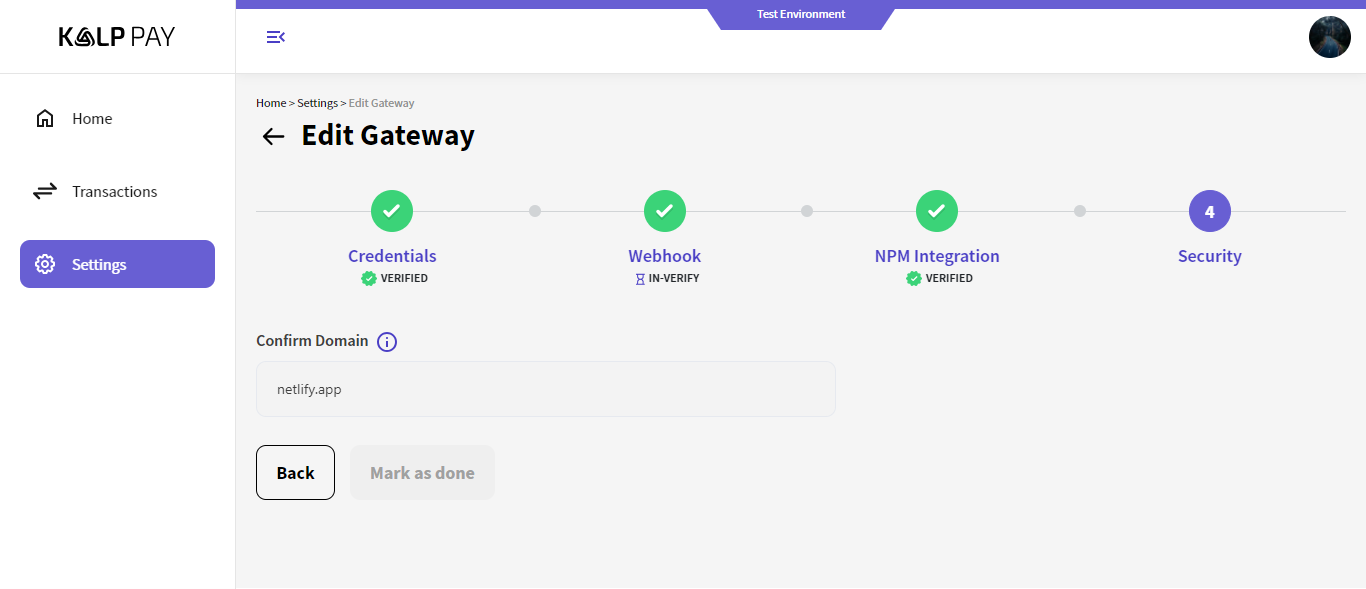 KALP PAY
Test Environment
Home
Transactions
Settings
Home > Settings > Edit Gateway
Edit Gateway
4
Credentials
VERIFIED
Webhook
IN-VERIFY
NPM Integration
VERIFIED
Security
Confirm Domain
netlify.app
Back
Mark as done